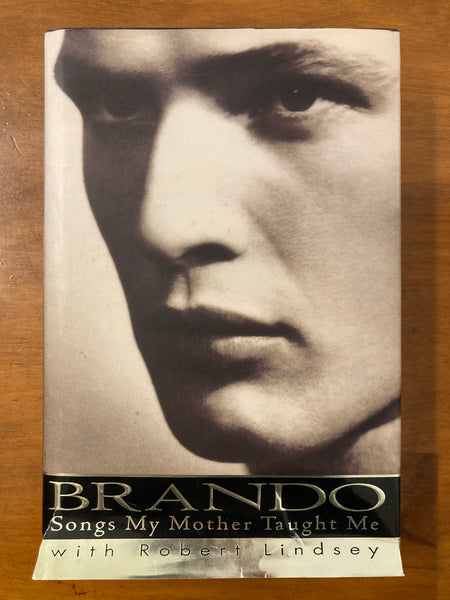 BRANDO
Songs My Mother Taught Me
with Robert Lindsey